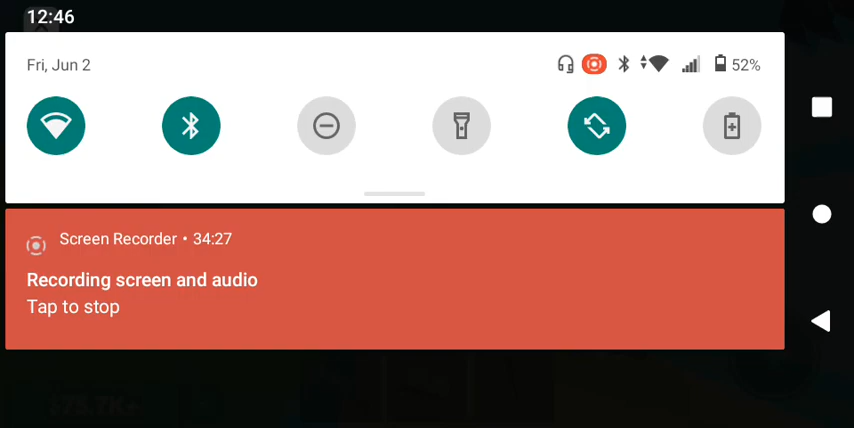 12:46
Fri, Jun 2
52%
Screen Recorder • 34:27
Recording screen and audio
Tap to stop